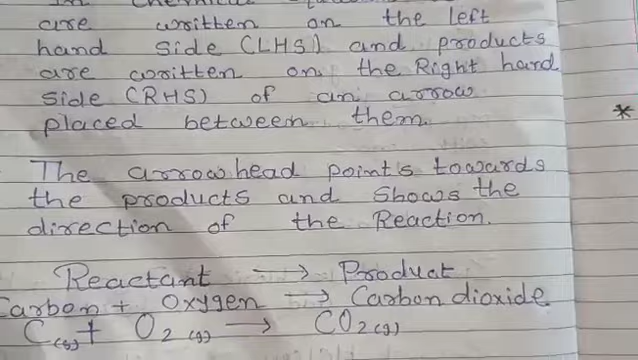 are written on the left
hand side (LHS) and products
are written on the Right hand
side (RHS) of an arrow
placed between them.
*
The arrowhead points towards
the products and shows the
direction of the Reaction.
Reactant → Product
Carbon + Oxygen → Carbon dioxide
C(s) + O2(g) → CO2(g)